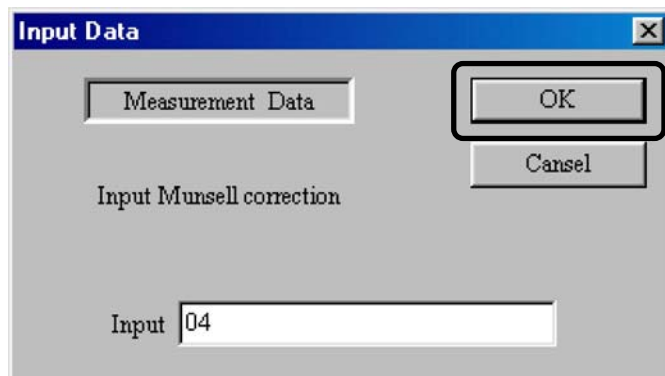 Input Data
Measurement Data
OK
Cansel
Input Munsell correction
Input 04